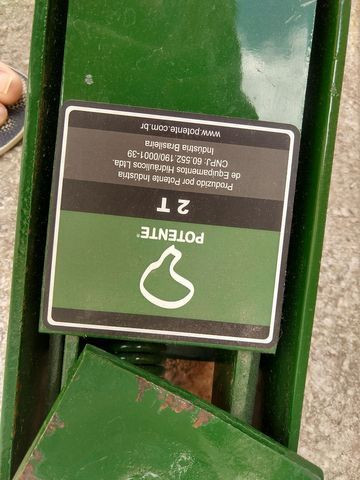 POTENTE®
2 T
Produzido por Potente Indústria
de Equipamentos Hidráulicos Ltda.
CNPJ: 60.552.190/0001-39
Indústria Brasileira
www.potente.com.br